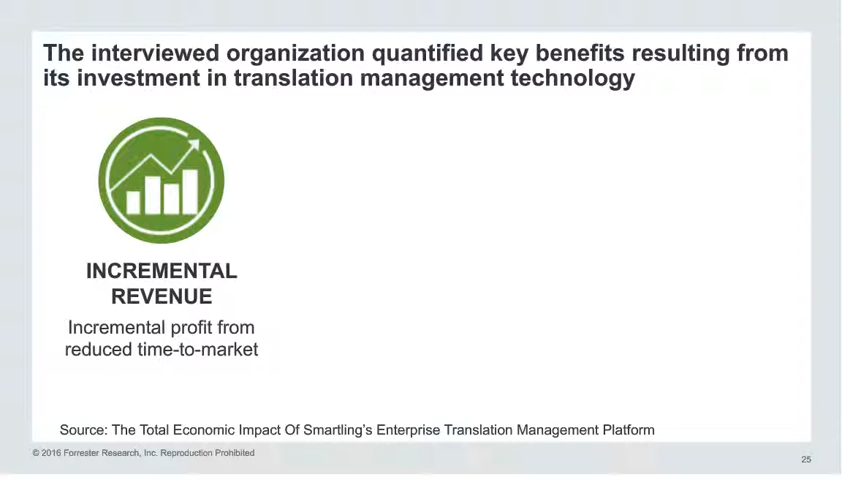 The interviewed organization quantified key benefits resulting from
its investment in translation management technology
INCREMENTAL
REVENUE
Incremental profit from
reduced time-to-market
Source: The Total Economic Impact Of Smartling's Enterprise Translation Management Platform
© 2016 Forrester Research, Inc. Reproduction Prohibited
25